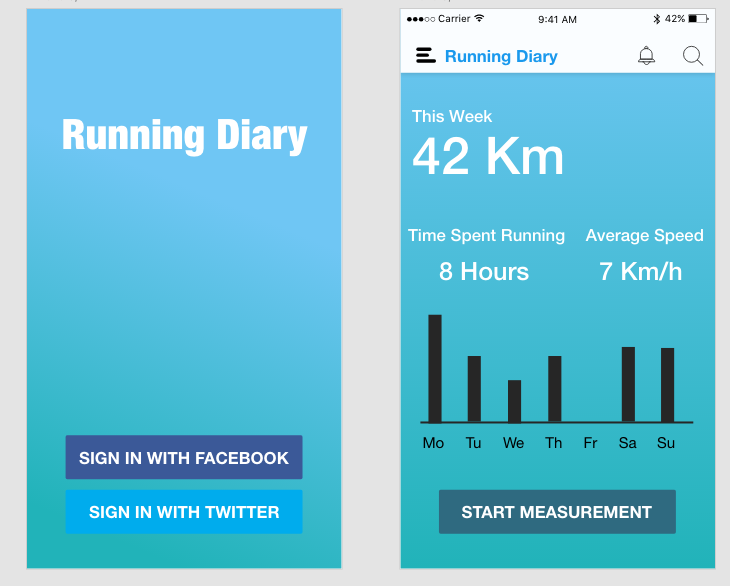 Running Diary
SIGN IN WITH FACEBOOK
SIGN IN WITH TWITTER
Carrier 9:41 AM 42%
Running Diary
This Week
42 Km
Time Spent Running Average Speed
8 Hours 7 Km/h
Mo Tu We Th Fr Sa Su
START MEASUREMENT